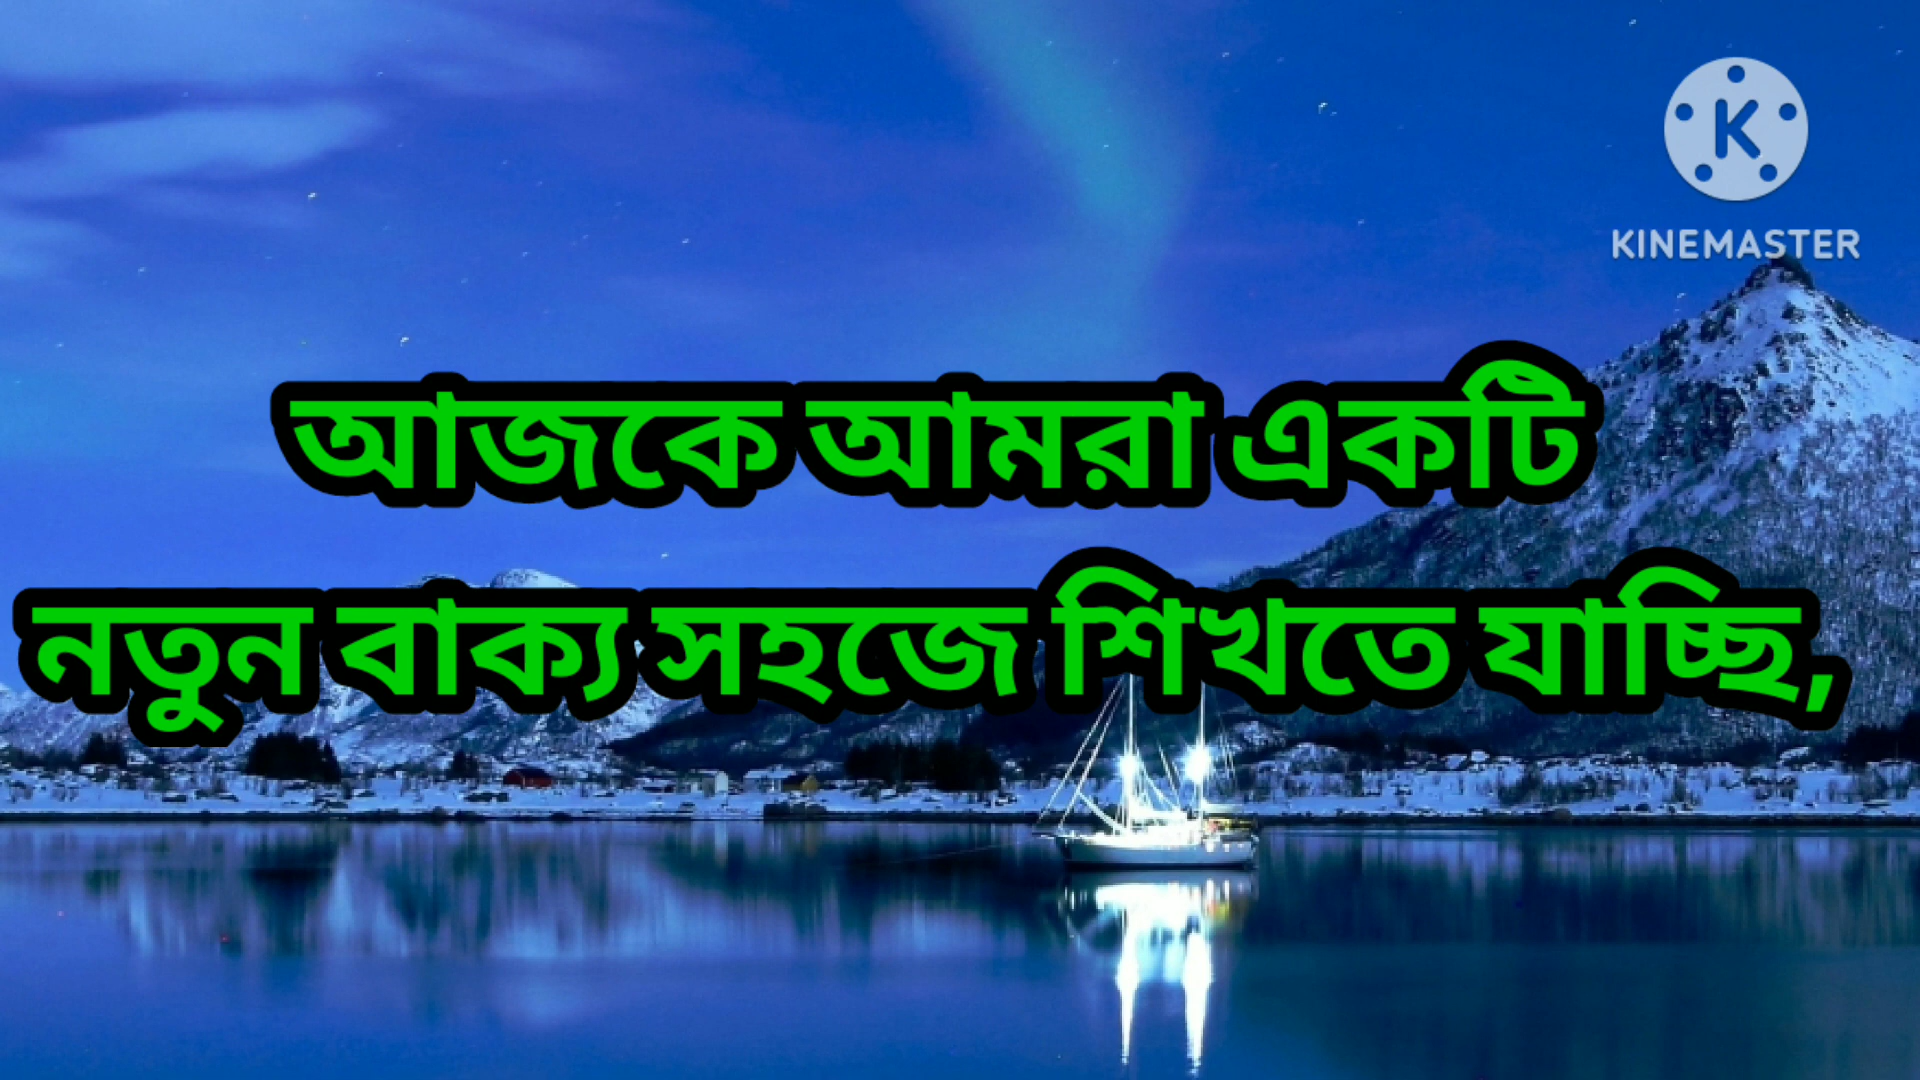 KINEMASTER
আজকে আমরা একটি
নতুন বাক্য সহজে শিখতে যাচ্ছি,